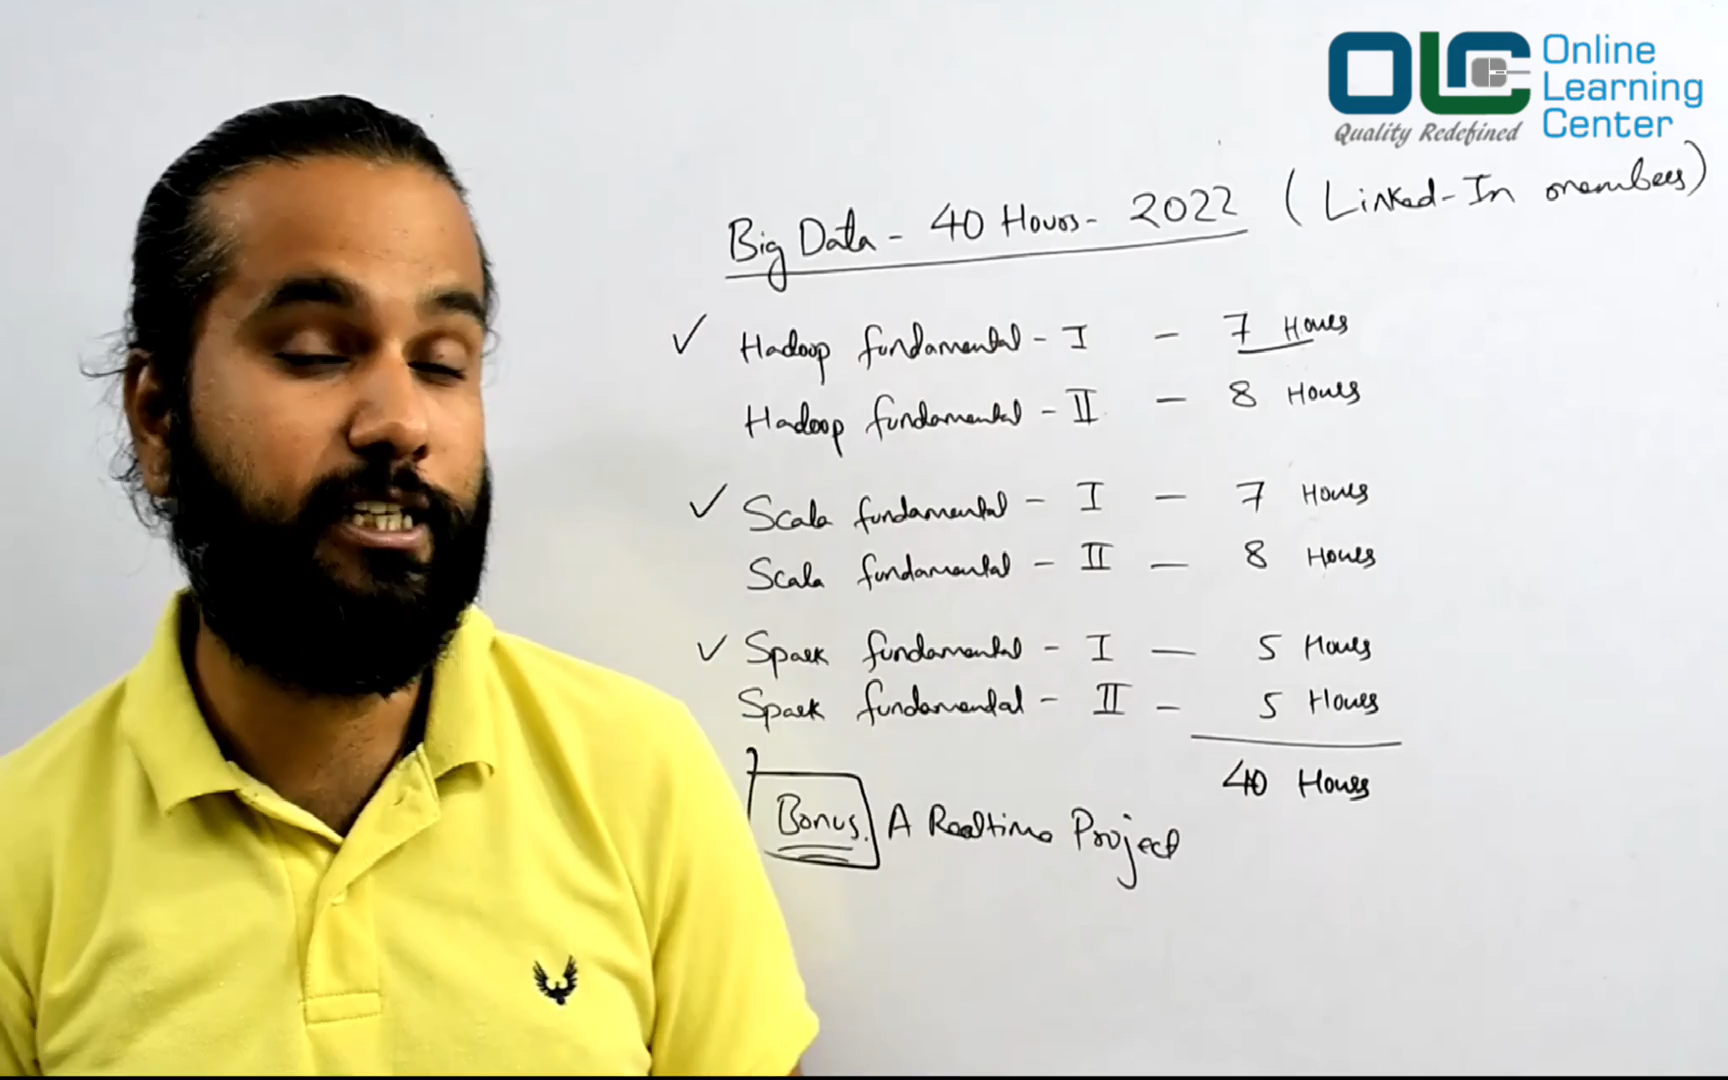 OLC Online
Learning
Center
Quality Redefined
Big Data - 40 Hours - 2022 (Linked-In members)
✓ Hadoop fundamental - I - 7 Hours
Hadoop fundamental - II - 8 Hours
✓ Scala fundamental - I - 7 Hours
Scala fundamental - II - 8 Hours
✓ Spark fundamental - I - 5 Hours
Spark fundamental - II - 5 Hours
40 Hours
Bonus. A Realtime Project